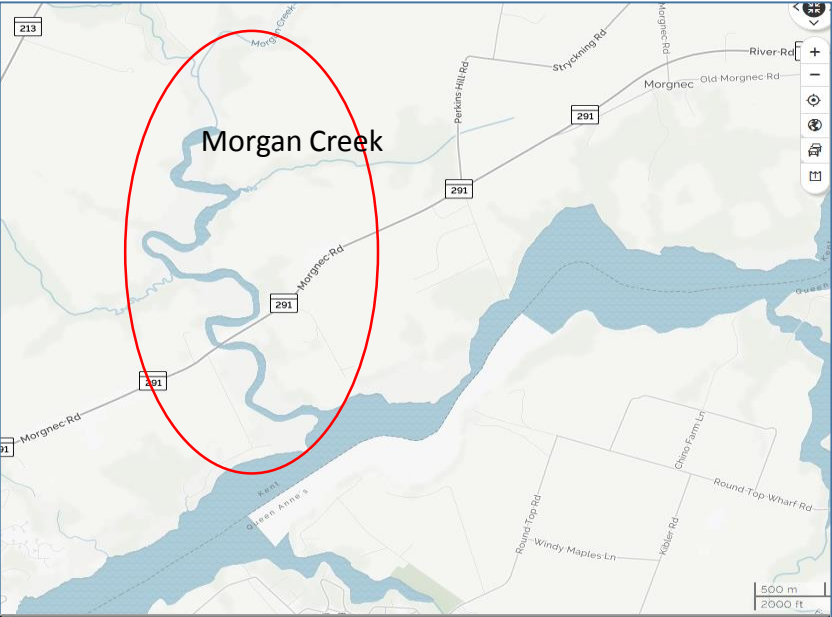 213
Morgan Creek
Morgnec Rd
Stryckning Rd
River Rd
Morgnec
Old Morgnec Rd
Perkins Hill Rd
291
Morgan Creek
291
Morgnec Rd
291
Kent
Queen
291
Morgnec Rd
91
Chino Farm Ln
Kent
Queen Anne's
Round Top Wharf Rd
Round Top Rd
Kibler Rd
Windy Maples Ln
500 m
2000 ft